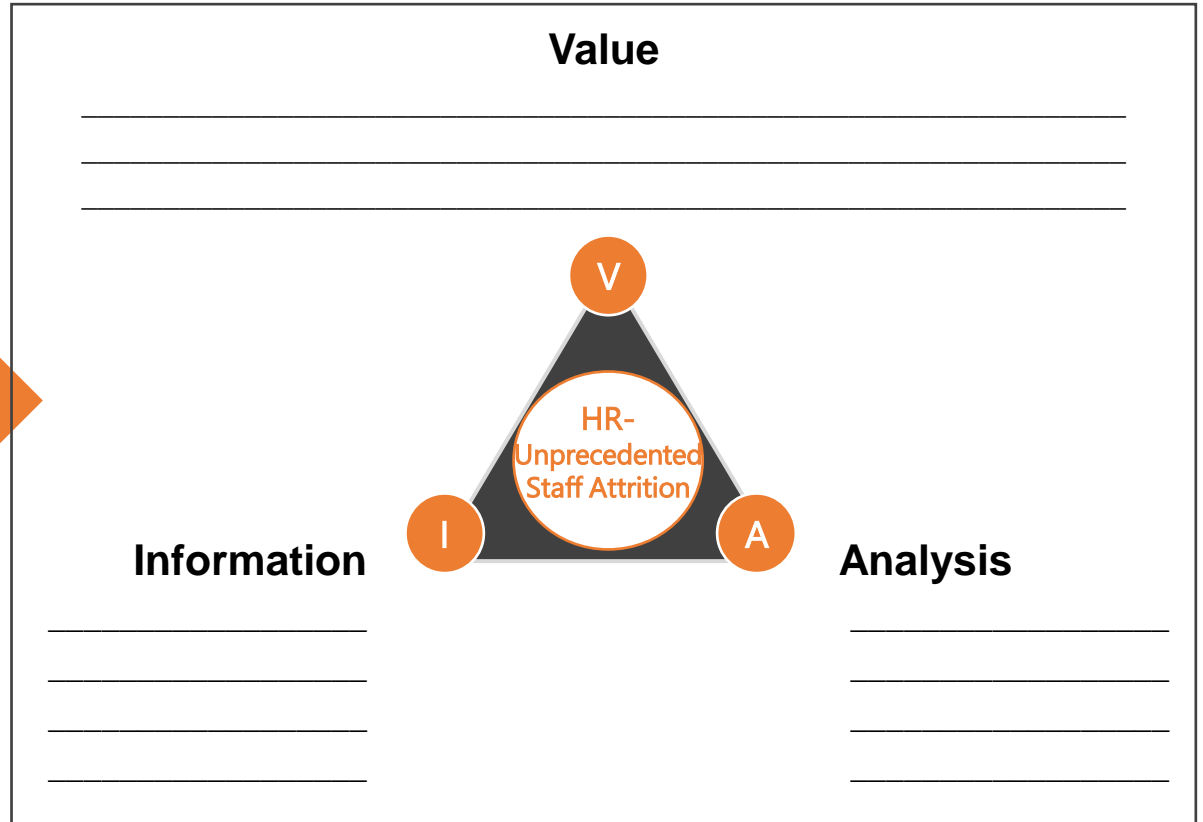 Value
V
HR-
Unprecedented
Staff Attrition
I
A
Information
Analysis